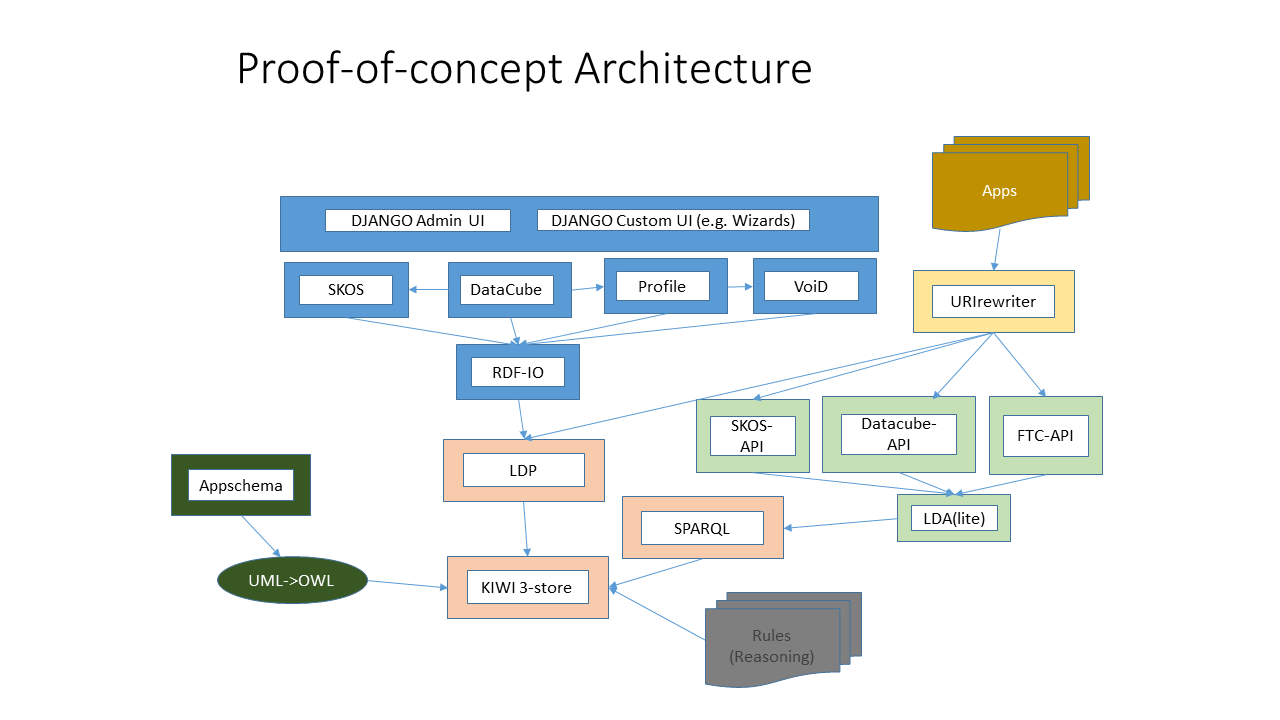 Proof-of-concept Architecture
Apps
DJANGO Admin UI
DJANGO Custom UI (e.g. Wizards)
SKOS
DataCube
Profile
VoiD
URIrewriter
RDF-IO
SKOS-
API
Datacube-
API
FTC-API
LDP
Appschema
LDA(lite)
SPARQL
UML->OWL
KIWI 3-store
Rules
(Reasoning)